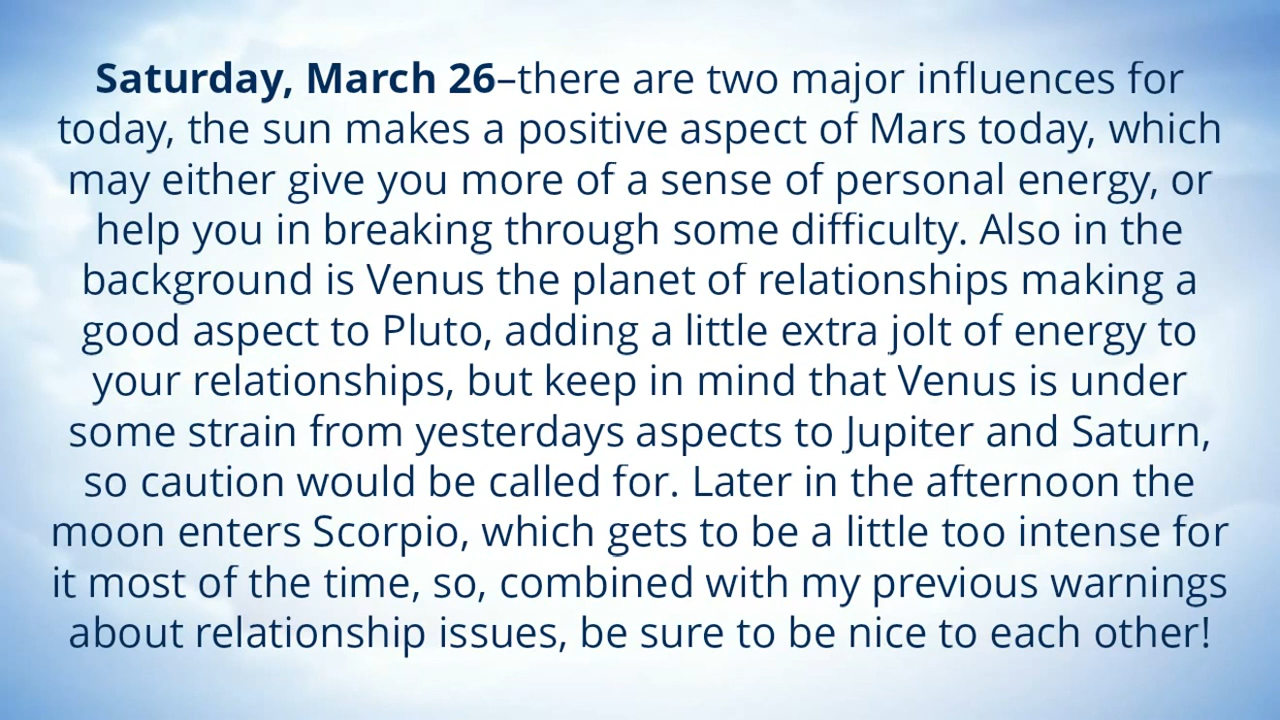 Saturday, March 26–there are two major influences for
today, the sun makes a positive aspect of Mars today, which
may either give you more of a sense of personal energy, or
help you in breaking through some difficulty. Also in the
background is Venus the planet of relationships making a
good aspect to Pluto, adding a little extra jolt of energy to
your relationships, but keep in mind that Venus is under
some strain from yesterdays aspects to Jupiter and Saturn,
so caution would be called for. Later in the afternoon the
moon enters Scorpio, which gets to be a little too intense for
it most of the time, so, combined with my previous warnings
about relationship issues, be sure to be nice to each other!